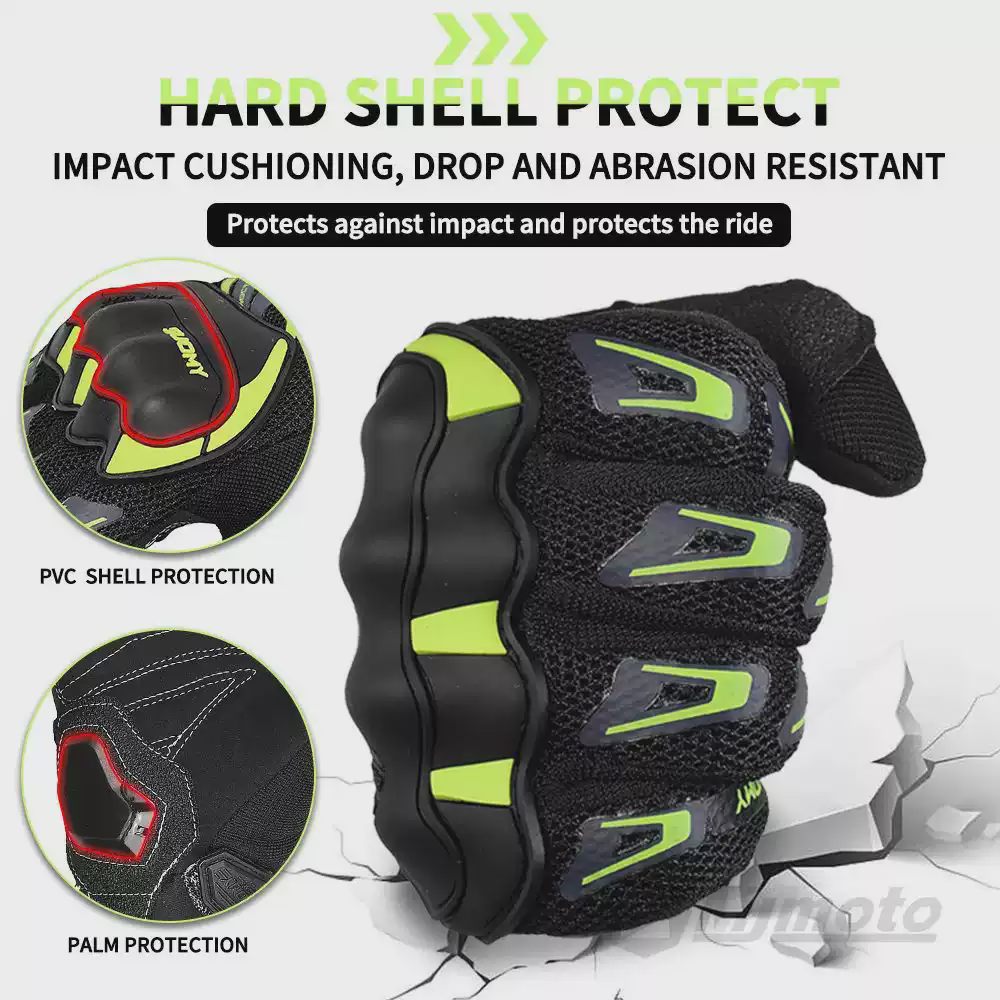 HARD SHELL PROTECT
IMPACT CUSHIONING, DROP AND ABRASION RESISTANT
Protects against impact and protects the ride
PVC SHELL PROTECTION
PALM PROTECTION